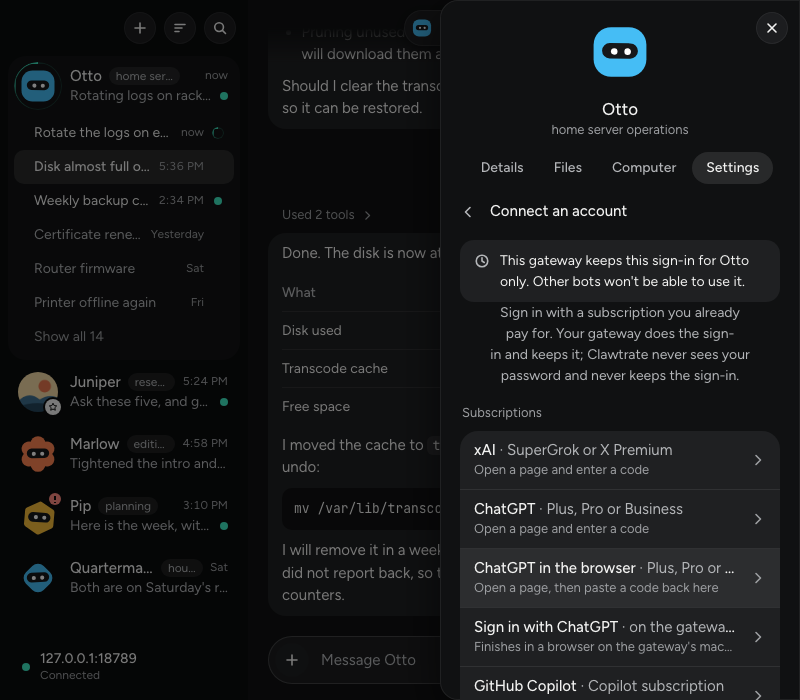 Otto home ser... now
Rotating logs on rack...
Rotate the logs on e... now
Disk almost full o... 5:36 PM
Weekly backup c... 2:34 PM
Certificate rene... Yesterday
Router firmware Sat
Printer offline again Fri
Show all 14
Juniper rese... 5:24 PM
Ask these five, and g...
Marlow editi... 4:58 PM
Tightened the intro and...
Pip planning 3:10 PM
Here is the week, wit...
Quarterma... hou... Sat
Both are on Saturday's r...
127.0.0.1:18789
Connected
Pruning unused
will download them a
Should I clear the transc
so it can be restored.
Used 2 tools
Done. The disk is now at
What
Disk used
Transcode cache
Free space
I moved the cache to
undo:
mv /var/lib/transco
I will remove it in a week
did not report back, so t
counters.
Message Otto
Otto
home server operations
Details Files Computer Settings
Connect an account
This gateway keeps this sign-in for Otto
only. Other bots won't be able to use it.
Sign in with a subscription you already
pay for. Your gateway does the sign-
in and keeps it; Clawtrate never sees your
password and never keeps the sign-in.
Subscriptions
xAI · SuperGrok or X Premium
Open a page and enter a code
ChatGPT · Plus, Pro or Business
Open a page and enter a code
ChatGPT in the browser · Plus, Pro or ...
Open a page, then paste a code back here
Sign in with ChatGPT · on the gatewa...
Finishes in a browser on the gateway's mac...
GitHub Copilot · Copilot subscription